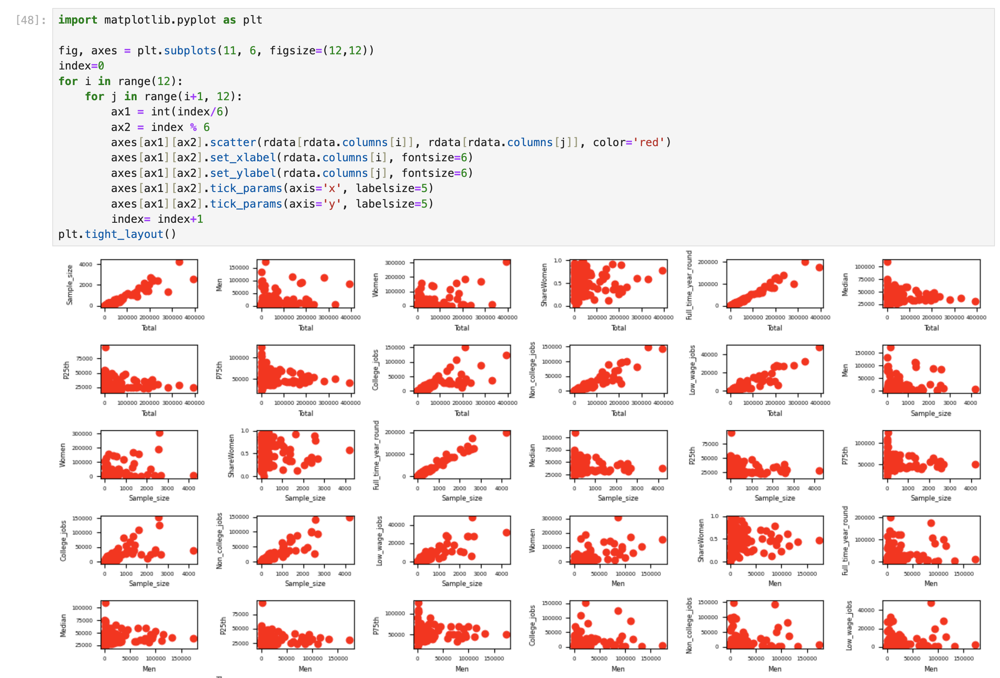 [48]: import matplotlib.pyplot as plt
fig, axes = plt.subplots(11, 6, figsize=(12,12))
index=0
for i in range(12):
    for j in range(i+1, 12):
        ax1 = int(index/6)
        ax2 = index % 6
        axes[ax1][ax2].scatter(rdata[rdata.columns[i]], rdata[rdata.columns[j]], color='red')
        axes[ax1][ax2].set_xlabel(rdata.columns[i], fontsize=6)
        axes[ax1][ax2].set_ylabel(rdata.columns[j], fontsize=6)
        axes[ax1][ax2].tick_params(axis='x', labelsize=5)
        axes[ax1][ax2].tick_params(axis='y', labelsize=5)
        index= index+1
plt.tight_layout()
Sample_size
4000
2000
0
0 100000 200000 300000 400000
Total
Men
150000
100000
50000
0
0 100000 200000 300000 400000
Total
Women
300000
200000
100000
0
0 100000 200000 300000 400000
Total
ShareWomen
1.0
0.5
0.0
0 100000 200000 300000 400000
Total
Full_time_year_round
200000
100000
0
0 100000 200000 300000 400000
Total
Median
100000
75000
50000
25000
0 100000 200000 300000 400000
Total
P25th
75000
50000
25000
0 100000 200000 300000 400000
Total
P75th
100000
50000
0 100000 200000 300000 400000
Total
College_jobs
150000
100000
50000
0
0 100000 200000 300000 400000
Total
Non_college_jobs
150000
100000
50000
0
0 100000 200000 300000 400000
Total
Low_wage_jobs
40000
20000
0
0 100000 200000 300000 400000
Total
Men
150000
100000
50000
0
0 1000 2000 3000 4000
Sample_size
Women
300000
200000
100000
0
0 1000 2000 3000 4000
Sample_size
ShareWomen
1.0
0.5
0.0
0 1000 2000 3000 4000
Sample_size
Full_time_year_round
200000
100000
0
0 1000 2000 3000 4000
Sample_size
Median
100000
75000
50000
25000
0 1000 2000 3000 4000
Sample_size
P25th
75000
50000
25000
0 1000 2000 3000 4000
Sample_size
P75th
100000
50000
0 1000 2000 3000 4000
Sample_size
College_jobs
150000
100000
50000
0
0 1000 2000 3000 4000
Sample_size
Non_college_jobs
150000
100000
50000
0
0 1000 2000 3000 4000
Sample_size
Low_wage_jobs
40000
20000
0
0 1000 2000 3000 4000
Sample_size
Women
300000
200000
100000
0
0 50000 100000 150000
Men
ShareWomen
1.0
0.5
0.0
0 50000 100000 150000
Men
Full_time_year_round
200000
100000
0
0 50000 100000 150000
Men
Median
100000
75000
50000
25000
0 50000 100000 150000
Men
P25th
75000
50000
25000
0 50000 100000 150000
Men
P75th
100000
50000
0 50000 100000 150000
Men
College_jobs
150000
100000
50000
0
0 50000 100000 150000
Men
Non_college_jobs
150000
100000
50000
0
0 50000 100000 150000
Men
Low_wage_jobs
40000
20000
0
0 50000 100000 150000
Men